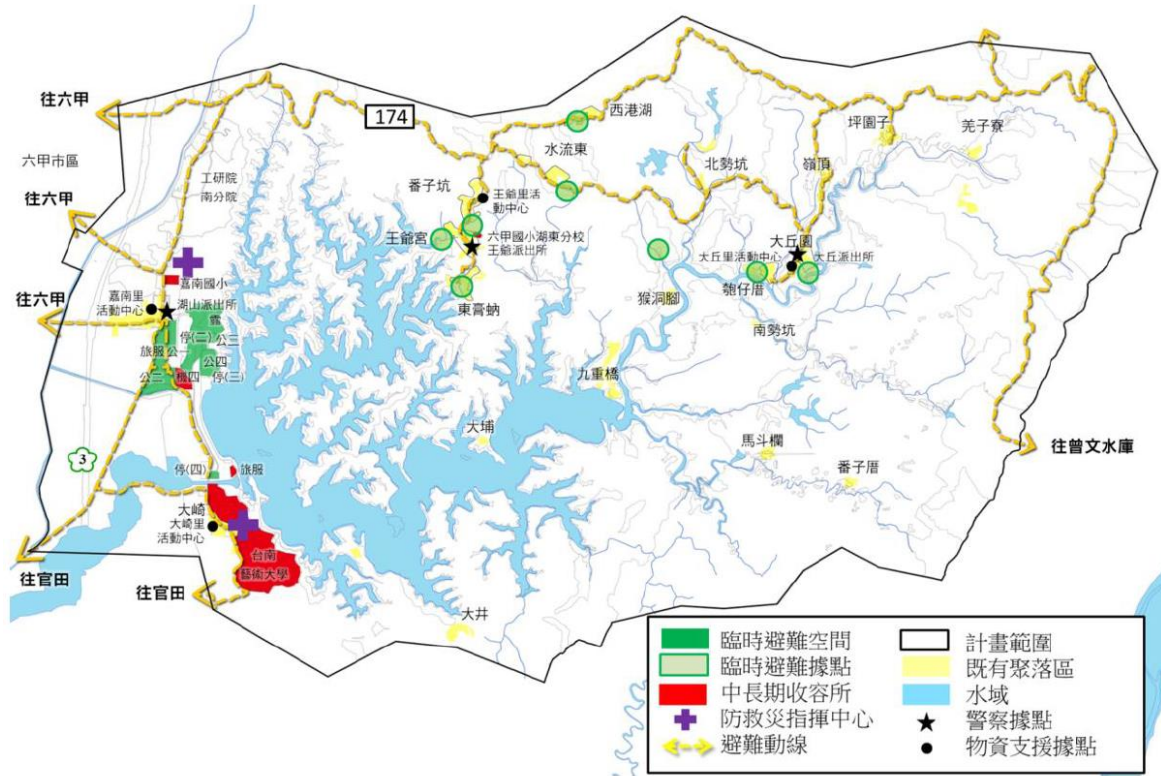 往六甲
174
西港湖
坪園子
羌子寮
六甲市區
工研院
南分院
水流東
北勢坑
嶺頂
番子坑
王爺里活
動中心
往六甲
王爺宮
六甲國小湖東分校
王爺派出所
大丘園
大丘里活動中心
大丘派出所
嘉南國小
往六甲
嘉南里
活動中心
湖山派出所
東膏蚋
猴洞腳
匏仔厝
南勢坑
露
停(二)
公三
旅服
公一
公四
公二
機四
停(三)
九重橋
大埔
馬斗欄
往曾文水庫
3
番子厝
停(四)
旅服
大崎
大崎里
活動中心
台南
藝術大學
往官田
往官田
大井
臨時避難空間
臨時避難據點
中長期收容所
防救災指揮中心
避難動線
計畫範圍
既有聚落區
水域
警察據點
物資支援據點